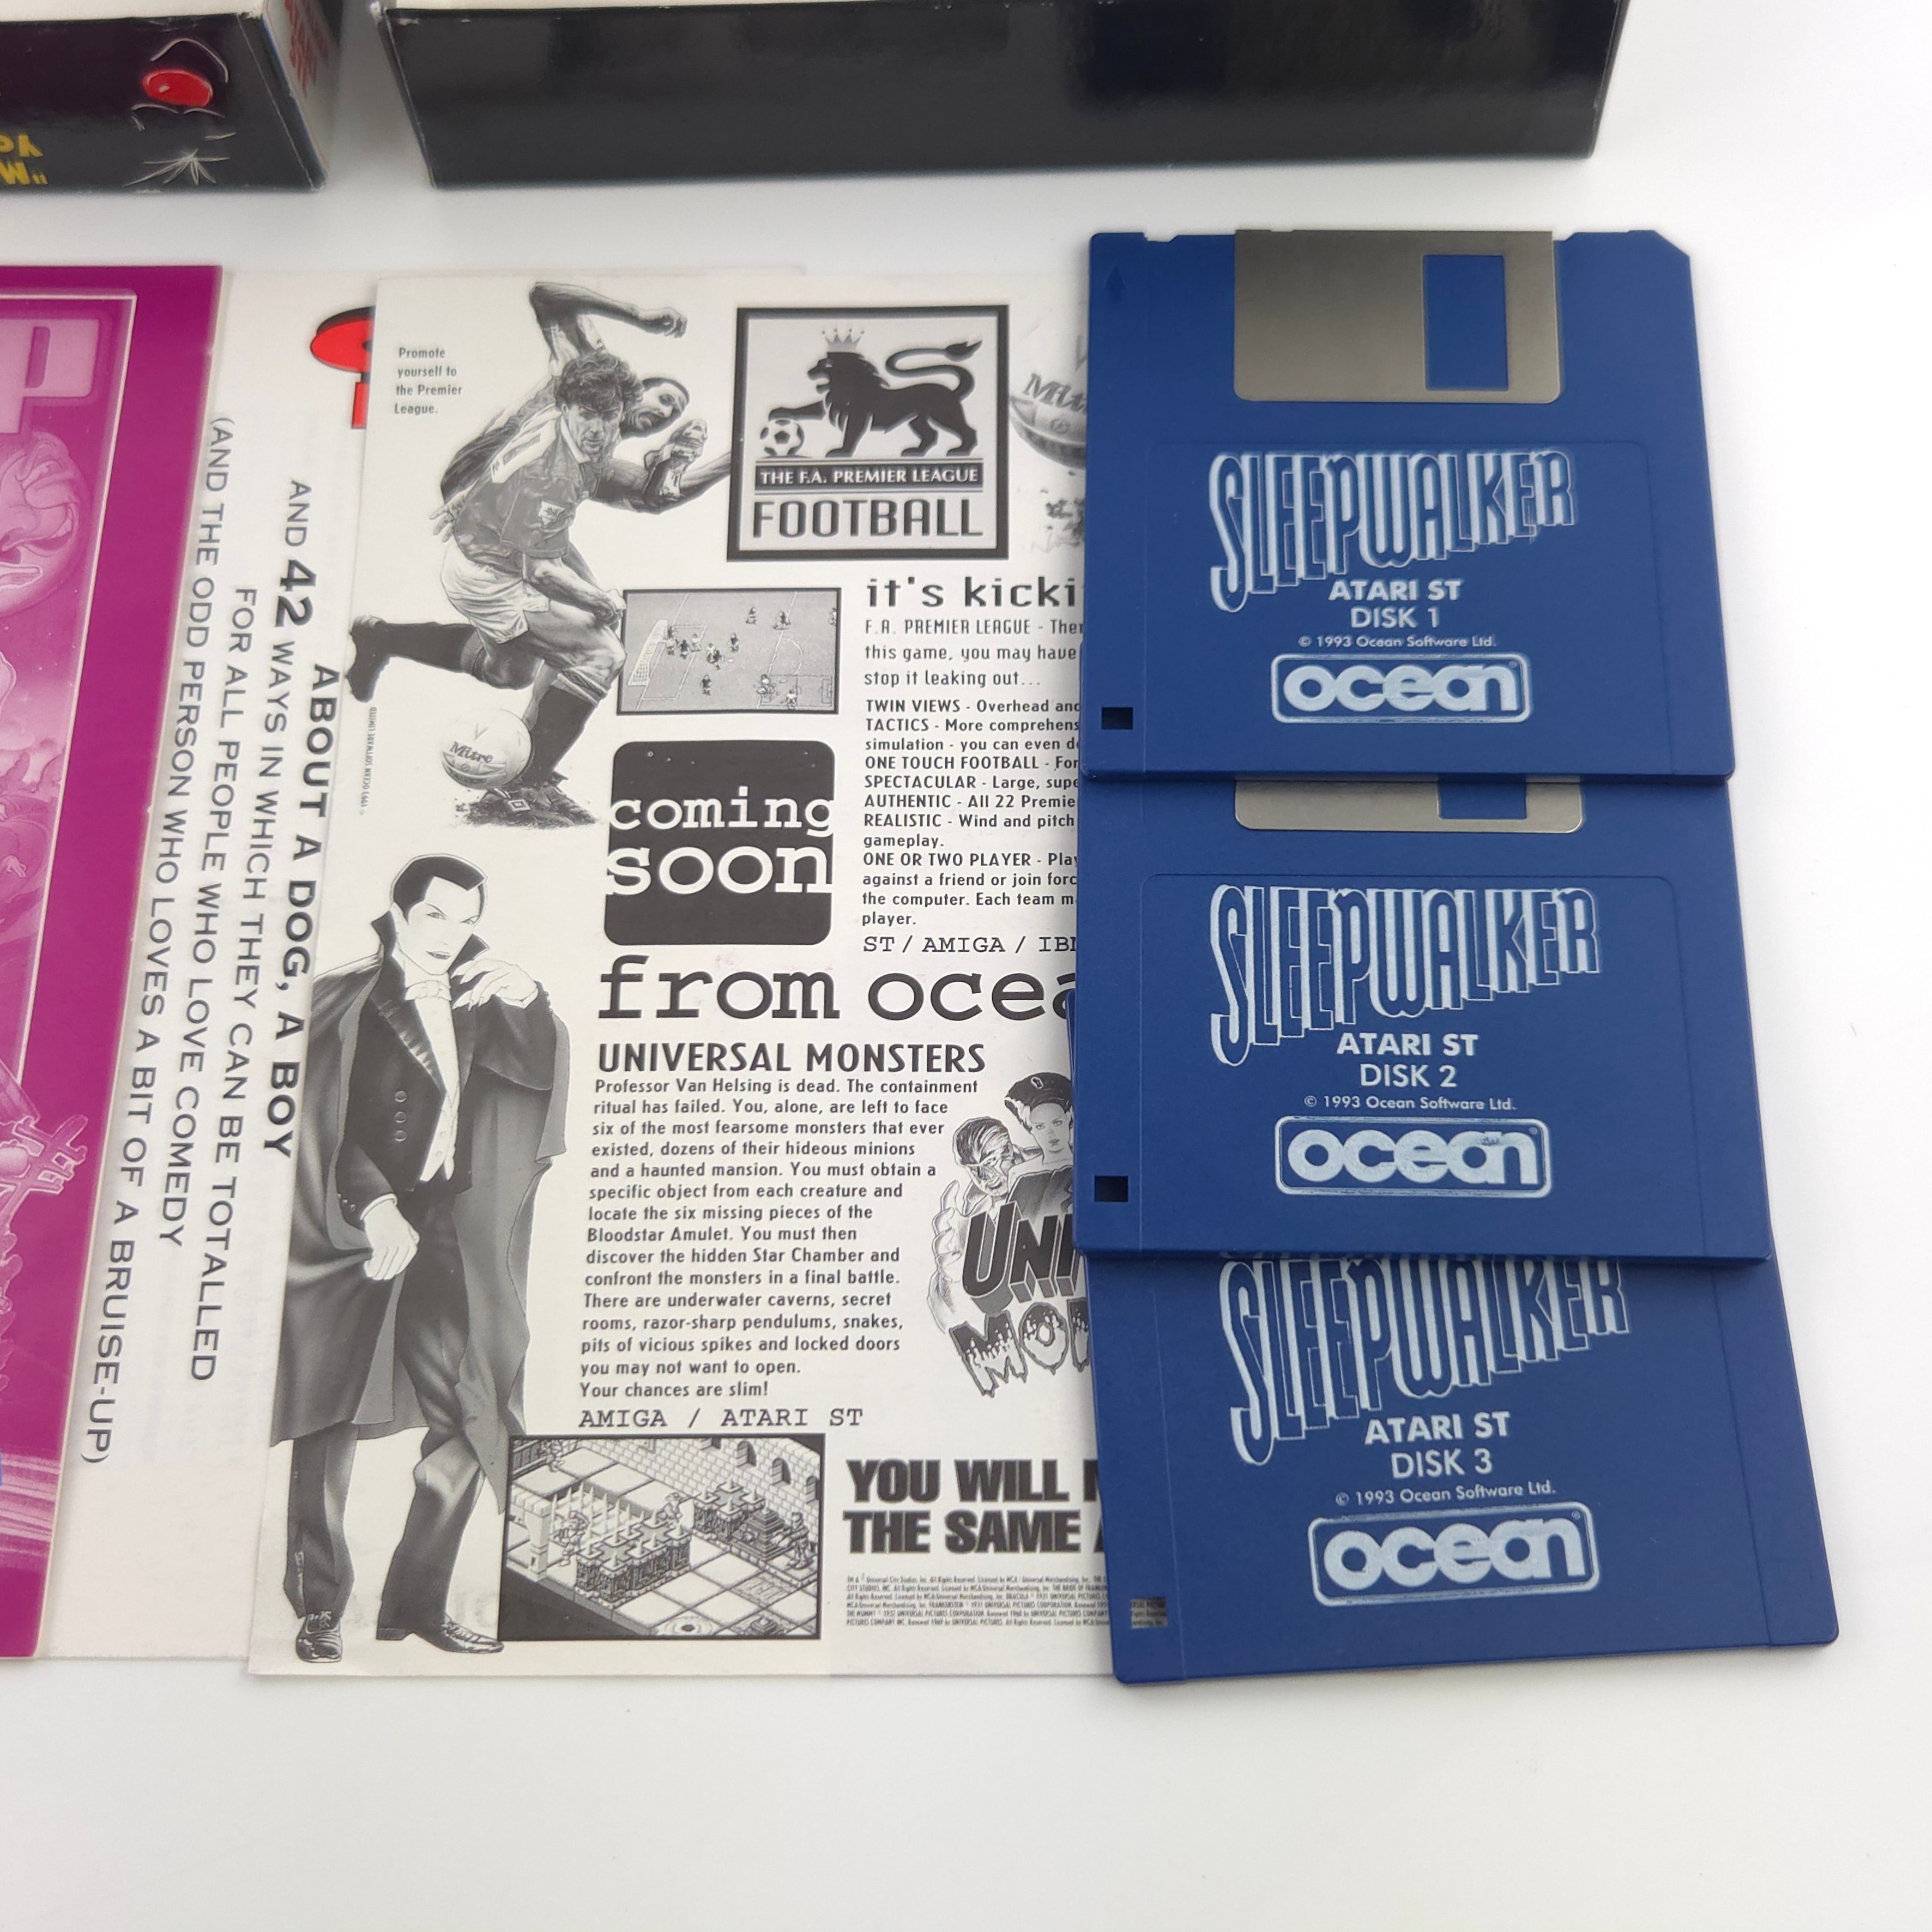 Promote
yourself to
the Premier
League.
THE F.A. PREMIER LEAGUE
FOOTBALL
Mitre
it's
F.A. PREMIER LEAGUE -
this game, you may have
stop it leaking out...
TWIN VIEWS - Overhead
TACTICS - More
simulation - you can even
ONE TOUCH FOOTBALL -
SPECTACULAR - Large,
AUTHENTIC - All 22
REALISTIC - Wind and pitch
gameplay.
ONE OR TWO PLAYER -
against a friend or join
the computer. Each team
player.
ST / AMIGA /
coming
soon
from
UNIVERSAL MONSTERS
Professor Van Helsing is dead. The containment
ritual has failed. You, alone, are left to face
six of the most fearsome monsters that ever
existed, dozens of their hideous minions
and a haunted mansion. You must obtain a
specific object from each creature and
locate the six missing pieces of the
Bloodstar Amulet. You must then
discover the hidden Star Chamber and
confront the monsters in a final battle.
There are underwater caverns, secret
rooms, razor-sharp pendulums, snakes,
pits of vicious spikes and locked doors
you may not want to open.
Your chances are slim!
AMIGA / ATARI ST
YOU WILL
THE SAME
ABOUT A DOG, A BOY
AND 42 WAYS IN WHICH THEY CAN BE TOTALLED
FOR ALL PEOPLE WHO LOVE COMEDY
(AND THE ODD PERSON WHO LOVES A BIT OF A BRUISE-UP)
SLEEPWALKER
ATARI ST
DISK 1
© 1993 Ocean Software Ltd.
ocean
SLEEPWALKER
ATARI ST
DISK 2
© 1993 Ocean Software Ltd.
ocean
SLEEPWALKER
ATARI ST
DISK 3
© 1993 Ocean Software Ltd.
ocean